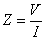 Z = V/I